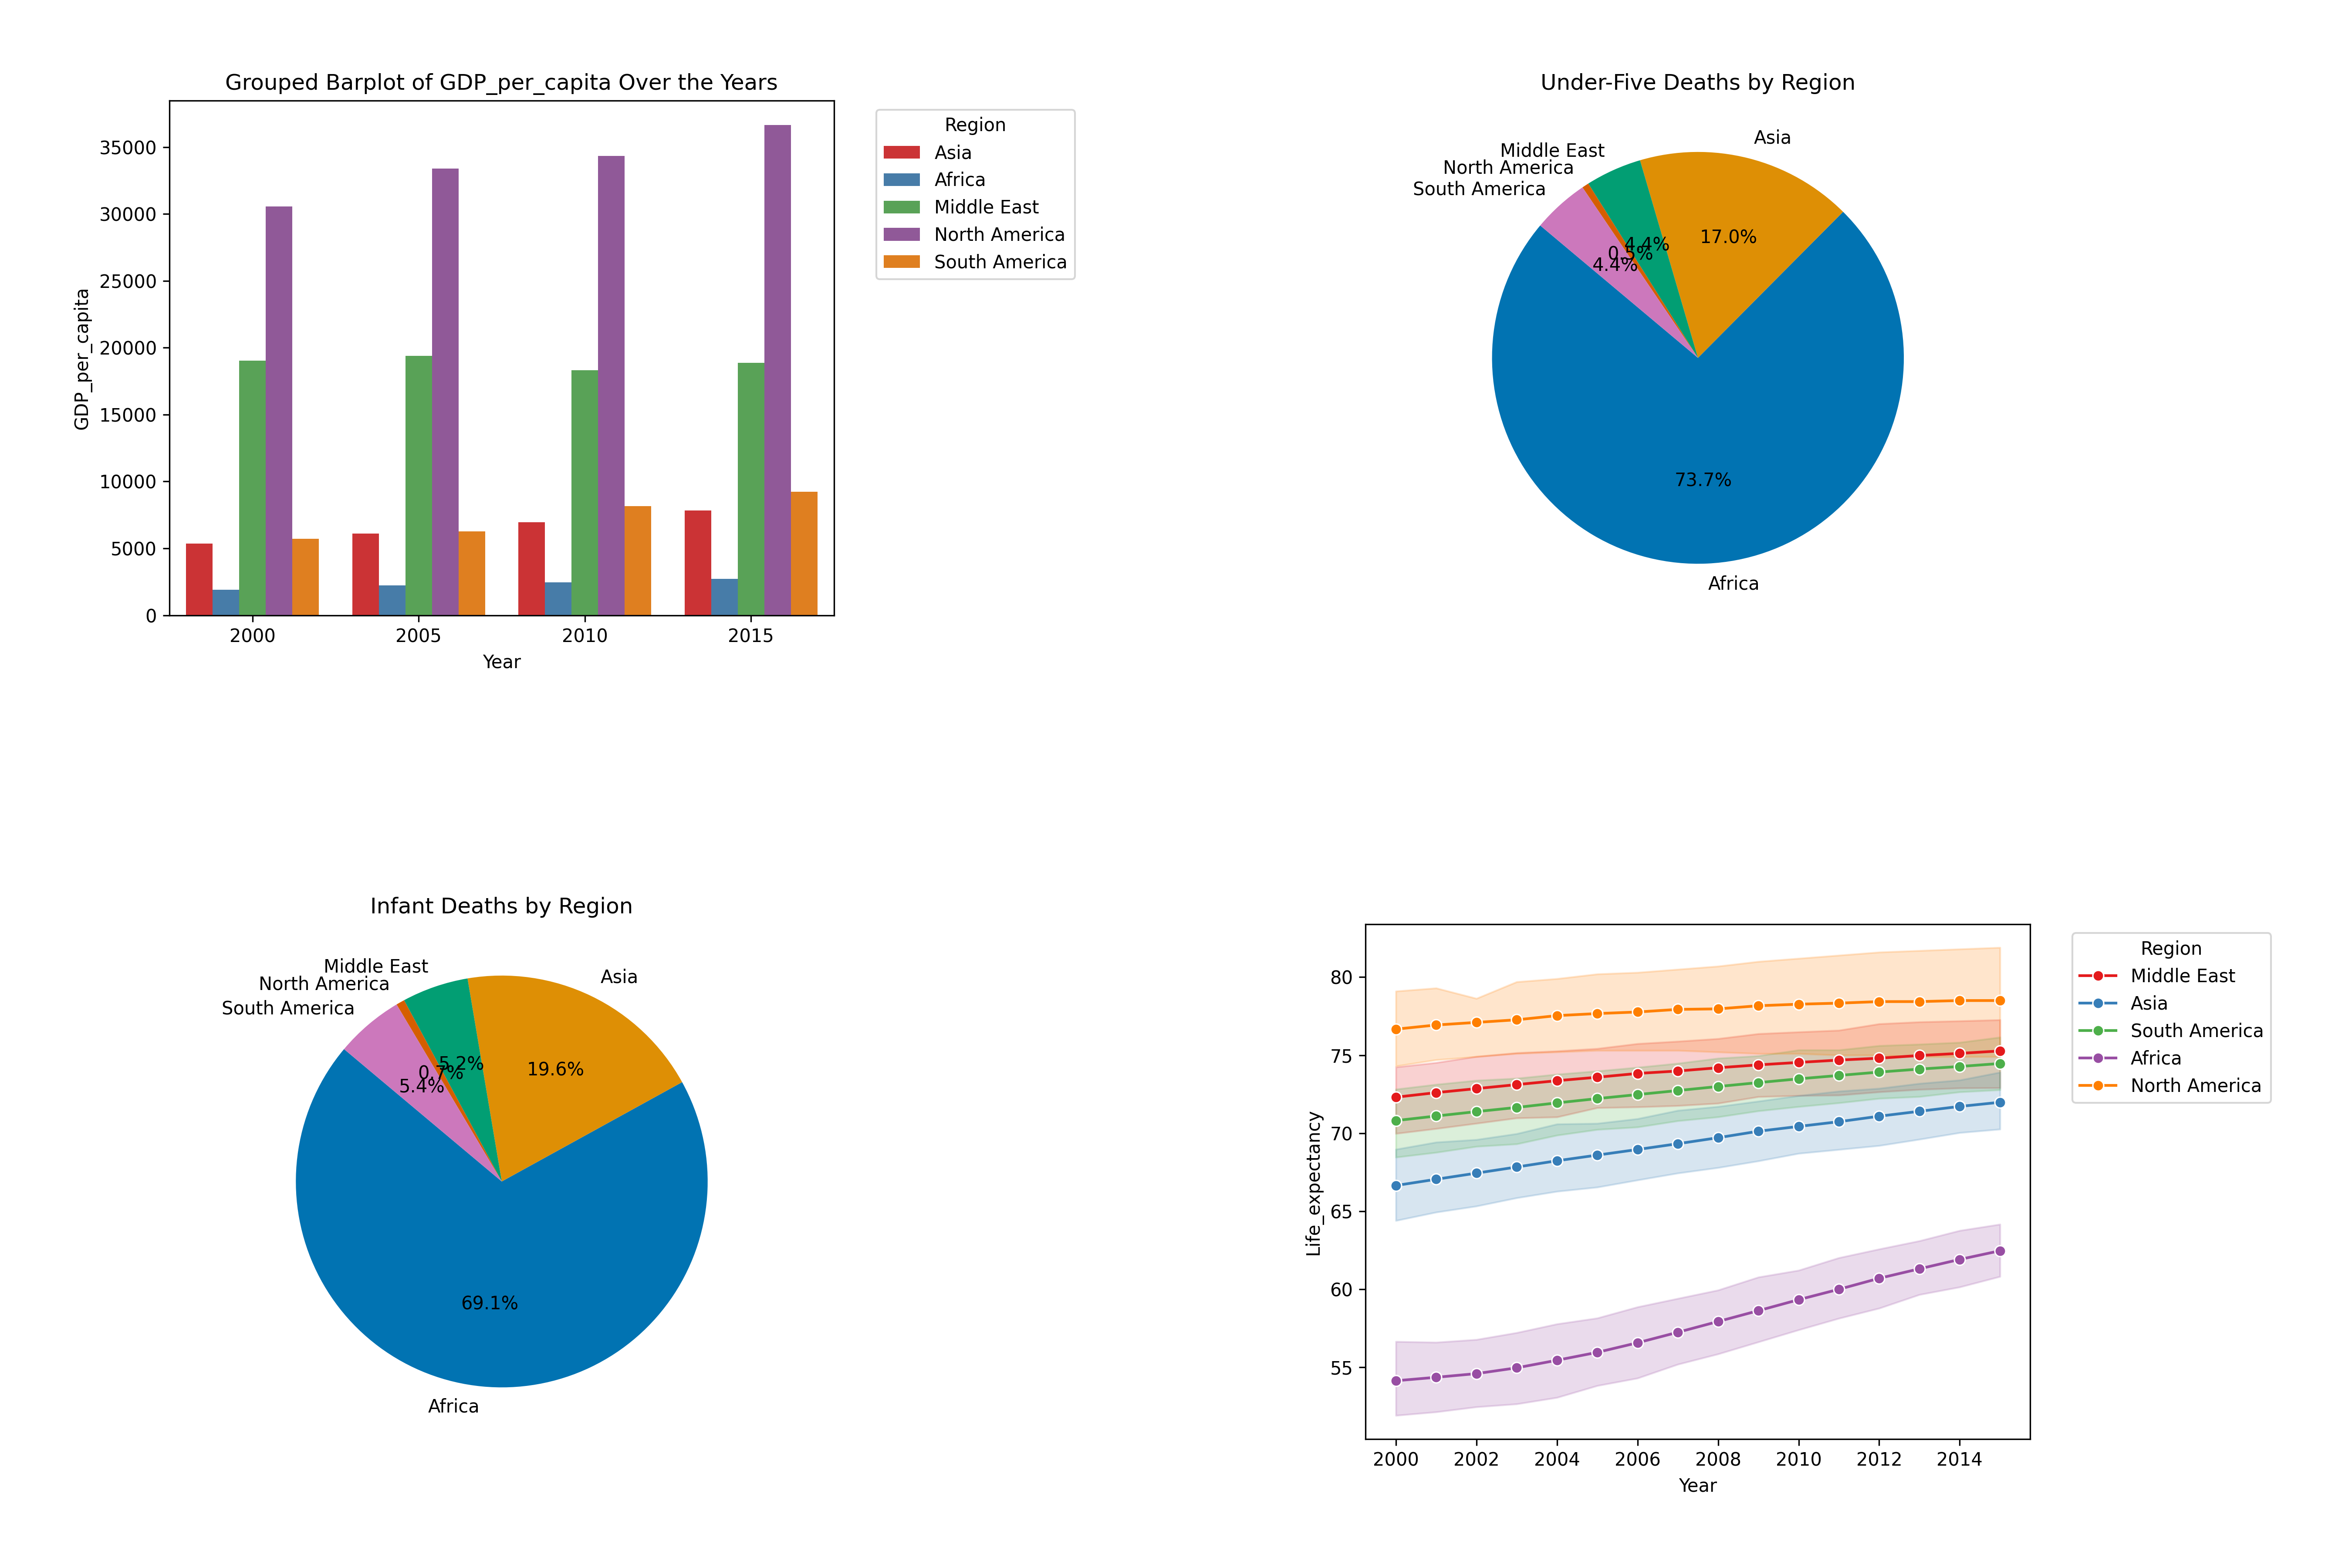 Grouped Barplot of GDP_per_capita Over the Years
GDP_per_capita
35000
30000
25000
20000
15000
10000
5000
0
2000 2005 2010 2015
Year
Region
Asia
Africa
Middle East
North America
South America
Under-Five Deaths by Region
Asia
Middle East
North America
South America
17.0%
4.4%
0.5%
4.4%
73.7%
Africa
Infant Deaths by Region
Middle East
Asia
North America
South America
5.2%
19.6%
0.7%
5.4%
69.1%
Africa
Life_expectancy
80
75
70
65
60
55
2000 2002 2004 2006 2008 2010 2012 2014
Year
Region
Middle East
Asia
South America
Africa
North America